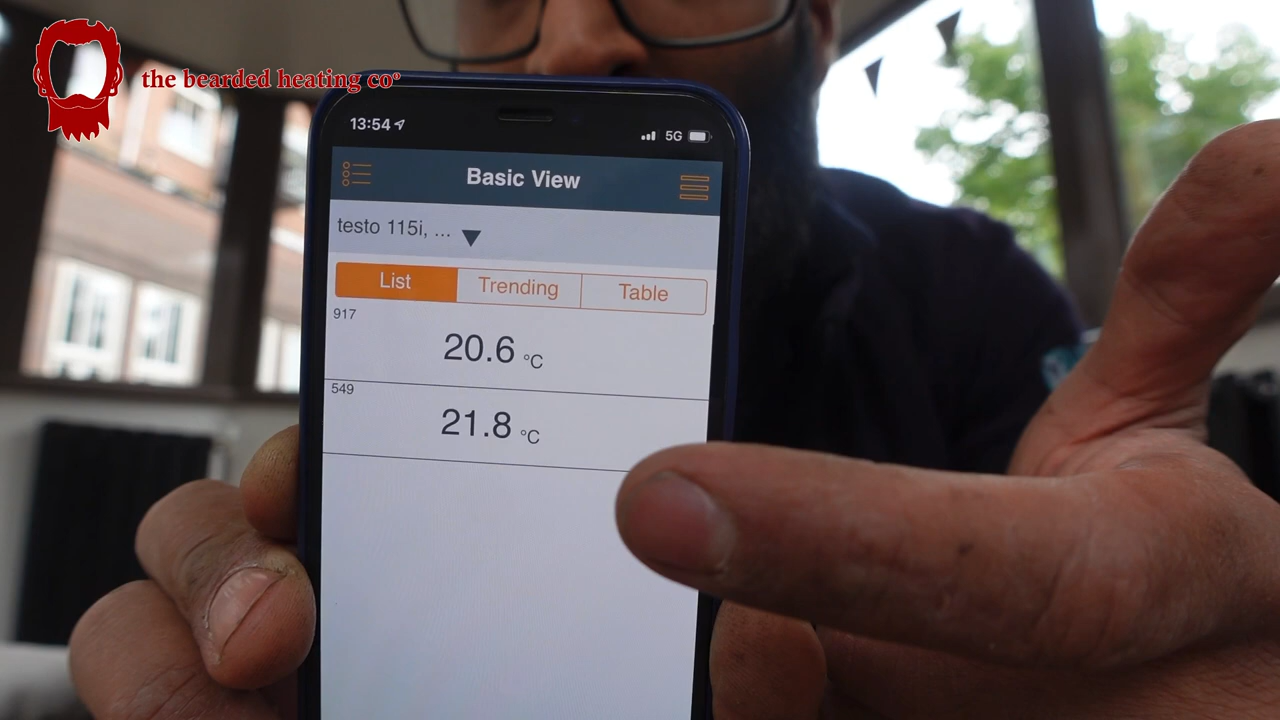 the bearded heating co°
13:54
5G
Basic View
testo 115i, ...
List Trending Table
917
20.6 °C
549
21.8 °C